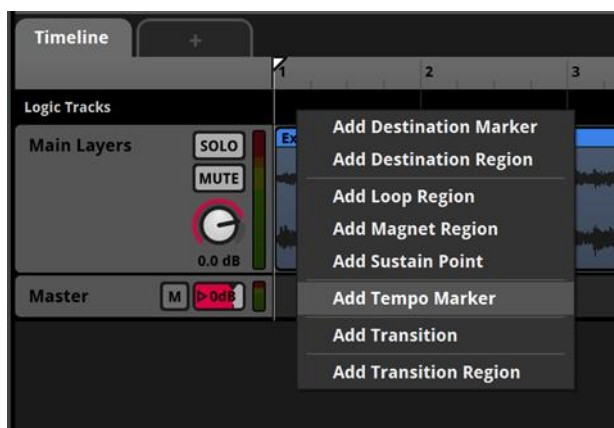 Timeline
+
1 2 3
Logic Tracks
Main Layers SOLO
MUTE
0.0 dB
Ex
Master M 0dB
Add Destination Marker
Add Destination Region
Add Loop Region
Add Magnet Region
Add Sustain Point
Add Tempo Marker
Add Transition
Add Transition Region